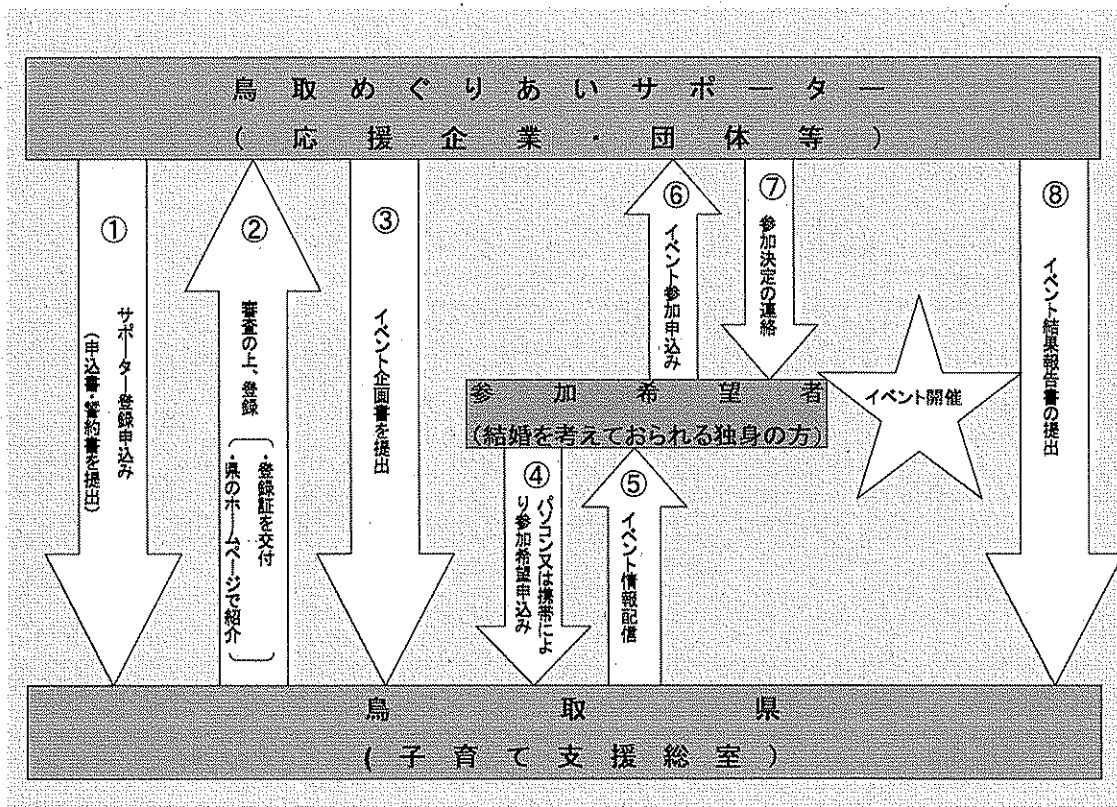 鳥取めぐりあいサポーター
(応援企業・団体等)
①
サポーター登録申込み
(申込書・誓約書を提出)
②
審査の上、登録
・登録証を交付
・県のホームページで紹介
③
イベント企画書を提出
⑥
イベント参加申込み
⑦
参加決定の連絡
⑧
イベント結果報告書の提出
参加希望者
(結婚を考えておられる独身の方)
イベント開催
④
パソコン又は携帯によ
り参加希望申込み
⑤
イベント情報配信
鳥取県
(子育て支援総室)